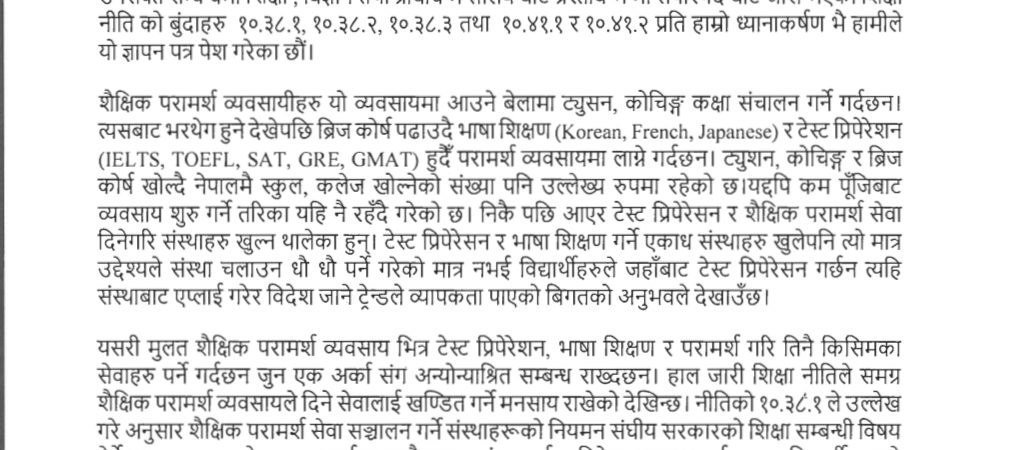 नीति को बुंदाहरु १०.३८.१, १०.३८.२, १०.३८.३ तथा १०.४१.१ र १०.४१.२ प्रति हाम्रो ध्यानाकर्षण भै हामीले
यो ज्ञापन पत्र पेश गरेका छौं।
शैक्षिक परामर्श व्यवसायीहरु यो व्यवसायमा आउने बेलामा ट्युसन, कोचिङ्ग कक्षा संचालन गर्ने गर्दछन।
त्यसबाट भरथेग हुने देखेपछि ब्रिज कोर्ष पढाउदै भाषा शिक्षण (Korean, French, Japanese) र टेस्ट प्रिपेरेशन
(IELTS, TOEFL, SAT, GRE, GMAT) हुदैँ परामर्श व्यवसायमा लाग्ने गर्दछन। ट्युशन, कोचिङ्ग र ब्रिज
कोर्ष खोल्दै नेपालमै स्कुल, कलेज खोल्नेको संख्या पनि उल्लेख्य रुपमा रहेको छ।यद्दपि कम पूँजिबाट
व्यवसाय शुरु गर्ने तरिका यहि नै रहँदै गरेको छ। निकै पछि आएर टेस्ट प्रिपेरेसन र शैक्षिक परामर्श सेवा
दिनेगरि संस्थाहरु खुल्न थालेका हुन्। टेस्ट प्रिपेरेसन र भाषा शिक्षण गर्ने एकाध संस्थाहरु खुलेपनि त्यो मात्र
उद्देश्यले संस्था चलाउन धौ धौ पर्ने गरेको मात्र नभई विद्यार्थीहरुले जहाँबाट टेस्ट प्रिपेरेसन गर्छन त्यहि
संस्थाबाट एप्लाई गरेर विदेश जाने ट्रेन्डले व्यापकता पाएको बिगतको अनुभवले देखाउँछ।
यसरी मुलत शैक्षिक परामर्श व्यवसाय भित्र टेस्ट प्रिपेरेशन, भाषा शिक्षण र परामर्श गरि तिनै किसिमका
सेवाहरु पर्ने गर्दछन जुन एक अर्का संग अन्योन्याश्रित सम्बन्ध राख्दछन। हाल जारी शिक्षा नीतिले समग्र
शैक्षिक परामर्श व्यवसायले दिने सेवालाई खण्डित गर्ने मनसाय राखेको देखिन्छ। नीतिको १०.३८.१ ले उल्लेख
गरे अनुसार शैक्षिक परामर्श सेवा सञ्चालन गर्ने संस्थाहरूको नियमन संघीय सरकारको शिक्षा सम्बन्धी विषय